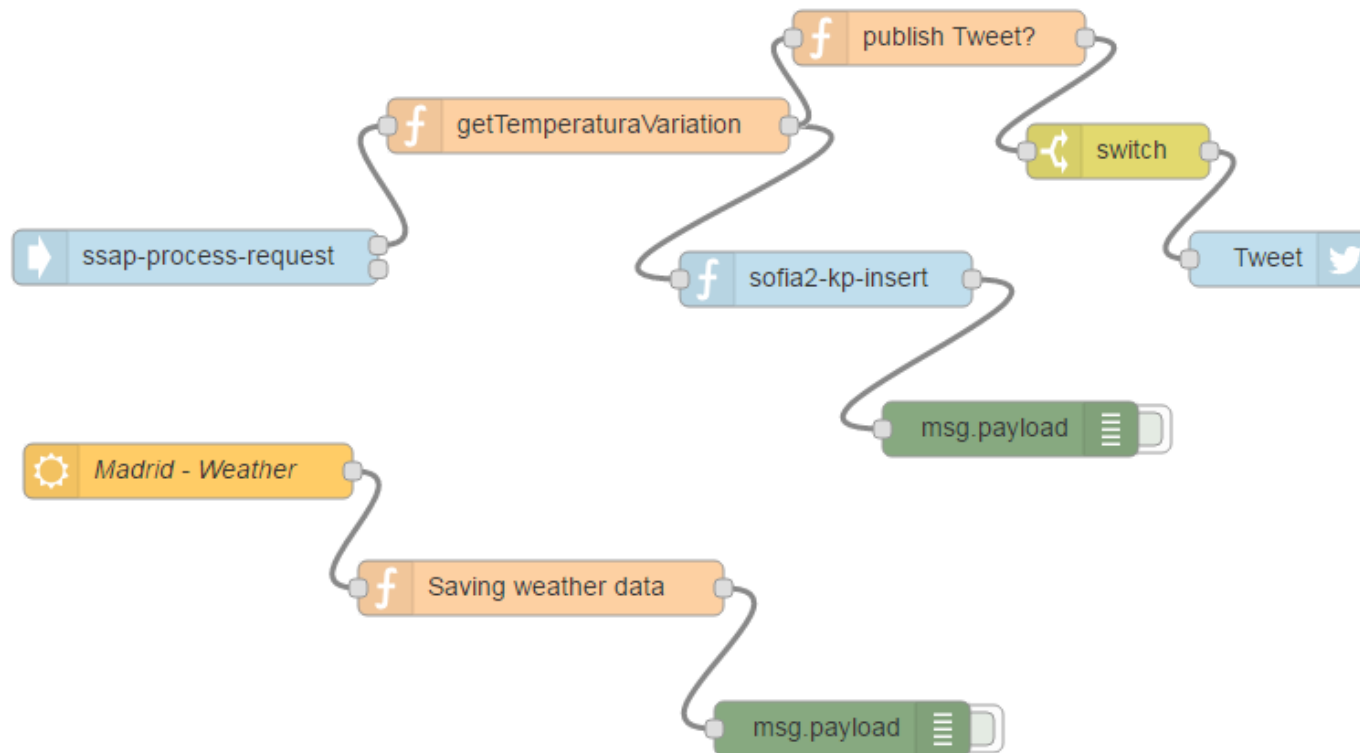 publish Tweet?
getTemperaturaVariation
switch
ssap-process-request
Tweet
sofia2-kp-insert
msg.payload
Madrid - Weather
Saving weather data
msg.payload